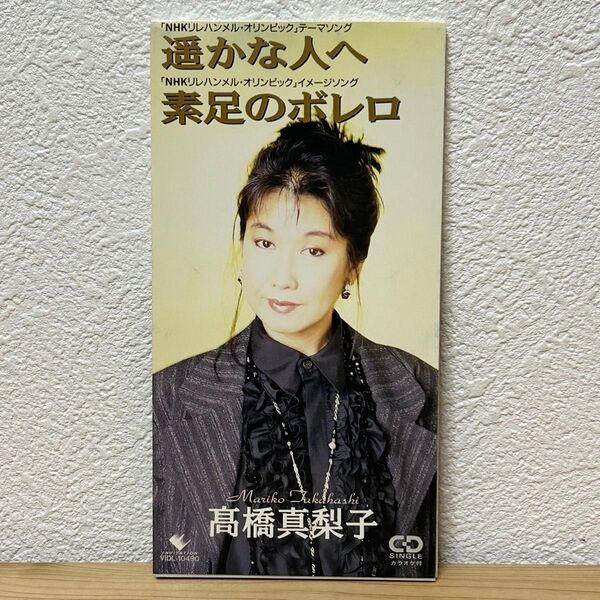 「NHKリレハンメル・オリンピック」テーマソング
遥かな人へ
「NHKリレハンメル・オリンピック」イメージソング
素足のボレロ
Mariko Takahashi
髙橋真梨子
INVITATION
VIDL-10490
CD
SINGLE
カラオケ付